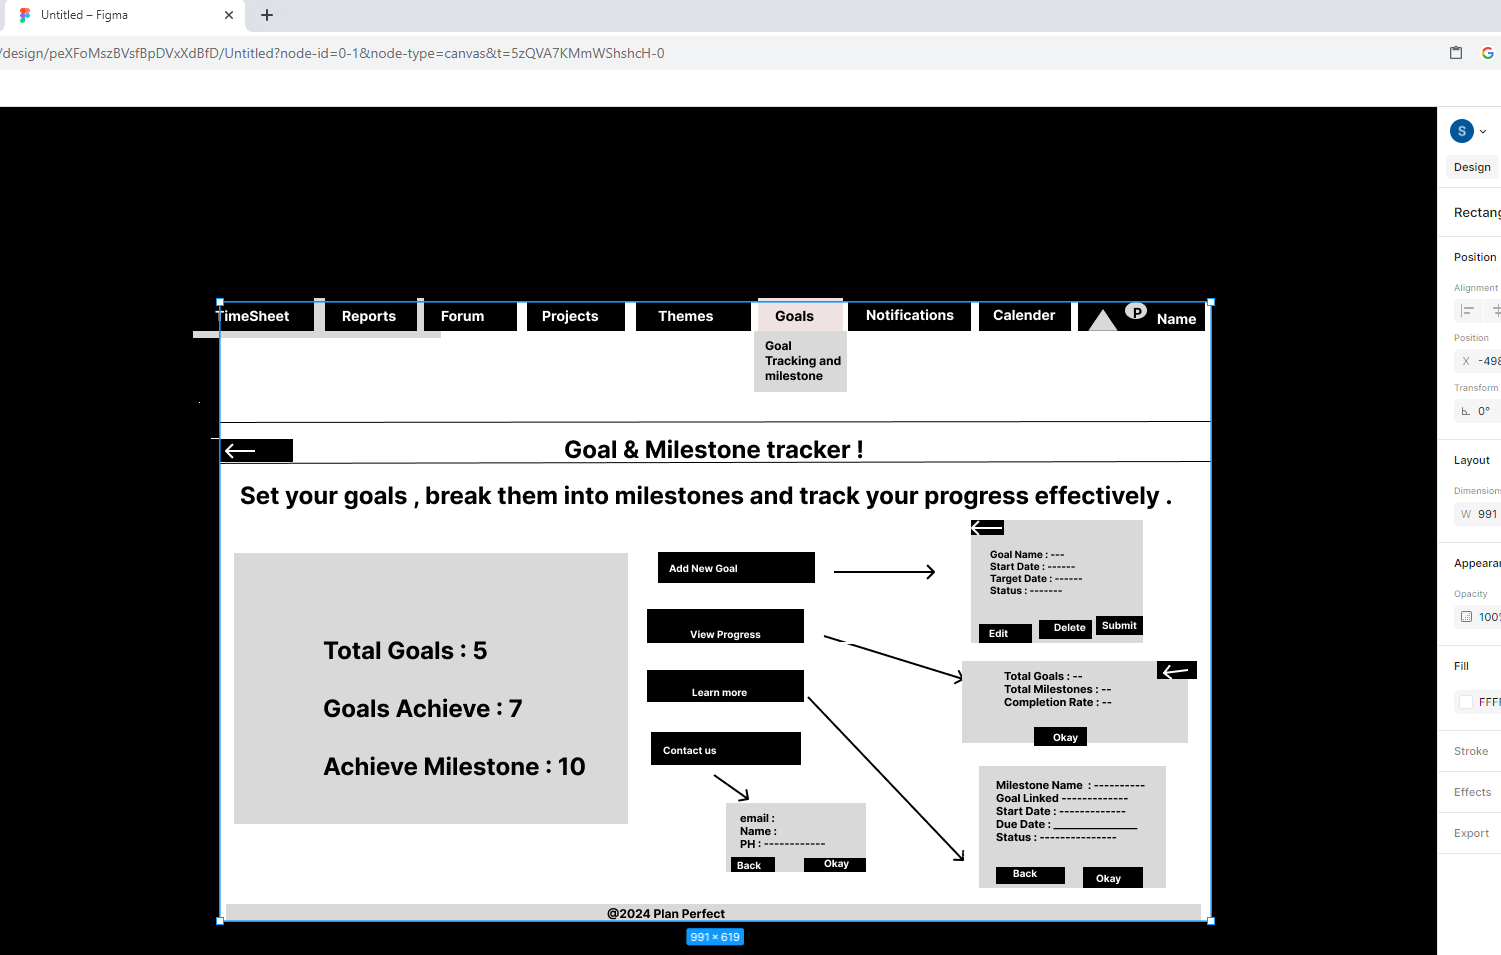 Untitled – Figma
/design/peXFoMszBVsfBpDVxXdBfD/Untitled?node-id=0-1&node-type=canvas&t=5zQVA7KMmWShshcH-0
S
Design
Rectang
Position
Alignment
Position
X -498
Transform
0°
Layout
Dimensions
W 991
Appearan
Opacity
100%
Fill
FFFF
Stroke
Effects
Export
TimeSheet Reports Forum Projects Themes Goals Notifications Calender P Name
Goal
Tracking and
milestone
Goal & Milestone tracker !
Set your goals , break them into milestones and track your progress effectively .
Total Goals : 5
Goals Achieve : 7
Achieve Milestone : 10
Add New Goal
View Progress
Learn more
Contact us
email :
Name :
PH : ------------
Back Okay
Goal Name : ---
Start Date : ------
Target Date : ------
Status : -------
Edit Delete Submit
Total Goals : --
Total Milestones : --
Completion Rate : --
Okay
Milestone Name : ----------
Goal Linked -------------
Start Date : -------------
Due Date : _______________
Status : ---------------
Back Okay
@2024 Plan Perfect
991 × 619